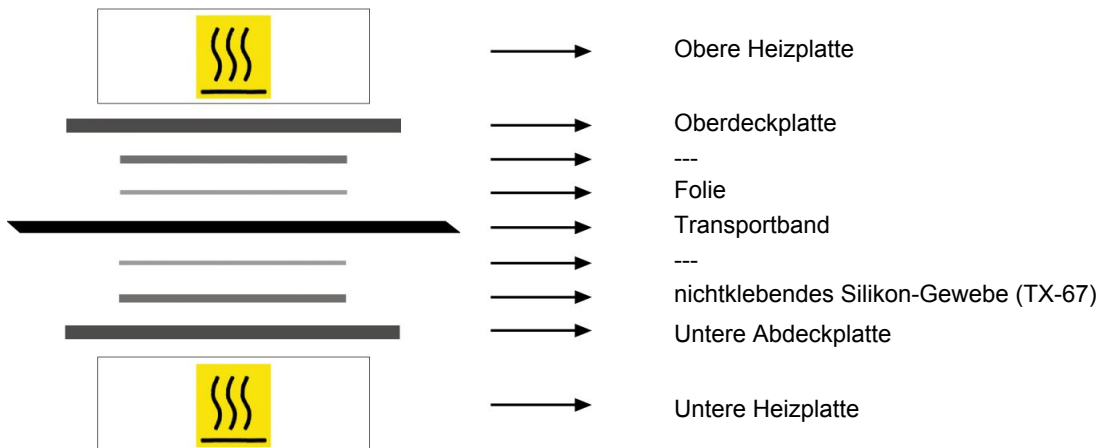 Obere Heizplatte
Oberdeckplatte
---
Folie
Transportband
---
nichtklebendes Silikon-Gewebe (TX-67)
Untere Abdeckplatte
Untere Heizplatte